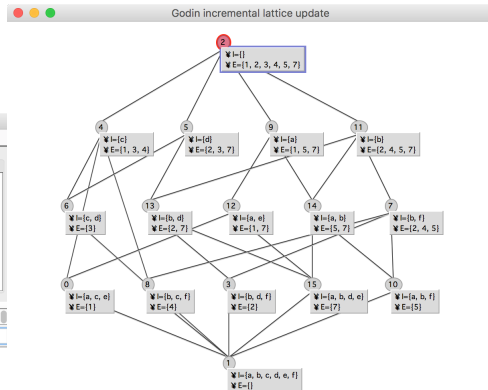 Godin incremental lattice update
2
¥ I={}
¥ E={1, 2, 3, 4, 5, 7}
4
¥ I={c}
¥ E={1, 3, 4}
5
¥ I={d}
¥ E={2, 3, 7}
9
¥ I={a}
¥ E={1, 5, 7}
11
¥ I={b}
¥ E={2, 4, 5, 7}
6
¥ I={c, d}
¥ E={3}
13
¥ I={b, d}
¥ E={2, 7}
12
¥ I={a, e}
¥ E={1, 7}
14
¥ I={a, b}
¥ E={5, 7}
7
¥ I={b, f}
¥ E={2, 4, 5}
0
¥ I={a, c, e}
¥ E={1}
8
¥ I={b, c, f}
¥ E={4}
3
¥ I={b, d, f}
¥ E={2}
15
¥ I={a, b, d, e}
¥ E={7}
10
¥ I={a, b, f}
¥ E={5}
1
¥ I={a, b, c, d, e, f}
¥ E={}